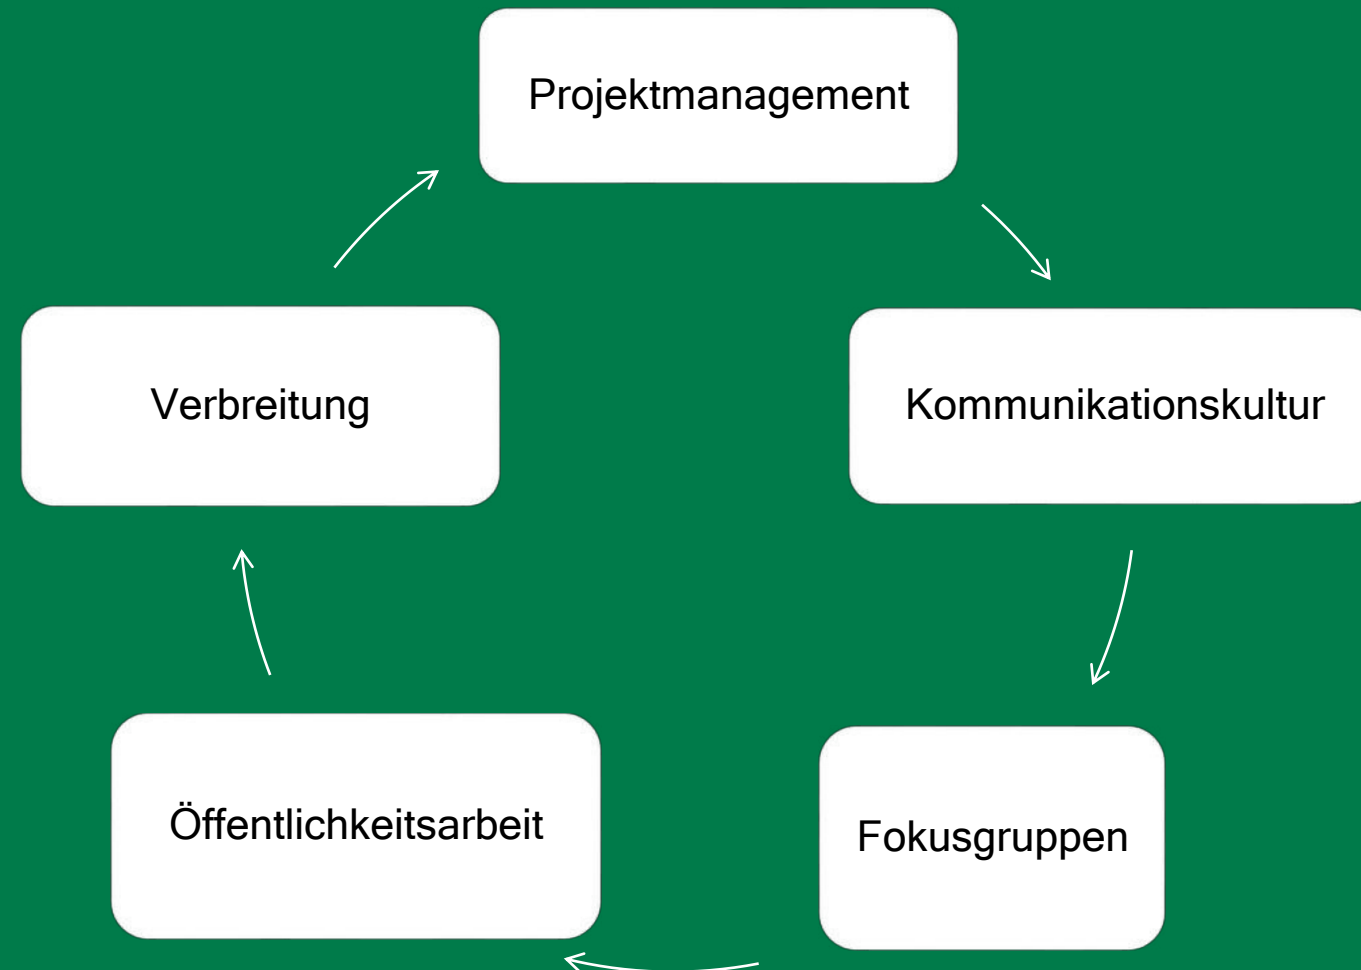 Projektmanagement
Kommunikationskultur
Fokusgruppen
Öffentlichkeitsarbeit
Verbreitung